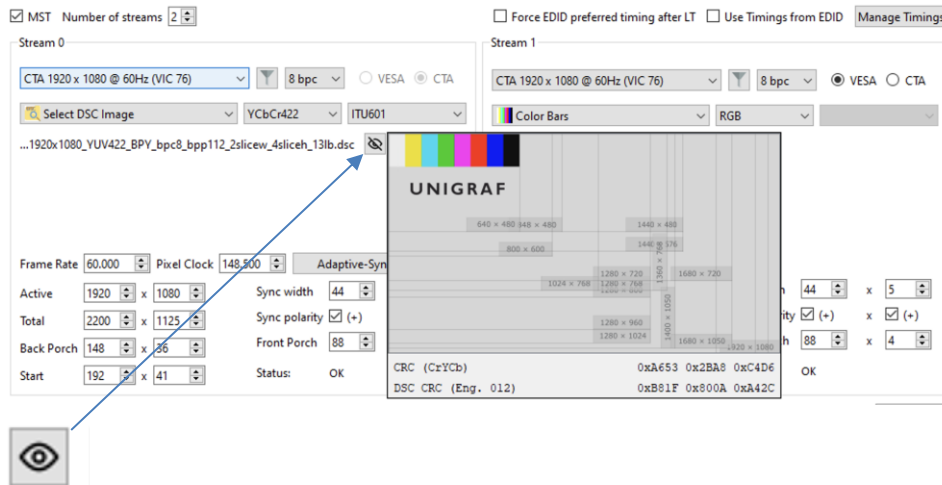 MST Number of streams 2
Force EDID preferred timing after LT Use Timings from EDID Manage Timings
Stream 0
Stream 1
CTA 1920 x 1080 @ 60Hz (VIC 76) 8 bpc VESA CTA
CTA 1920 x 1080 @ 60Hz (VIC 76) 8 bpc VESA CTA
Select DSC Image YCbCr422 ITU601
Color Bars RGB
...1920x1080_YUV422_BPY_bpc8_bpp112_2slicew_4sliceh_13lb.dsc
UNIGRAF
640 × 480 848 × 480
1440 × 480
800 × 600
1440 × 576
1360 × 768
1280 × 720
1680 × 720
1024 × 768
1280 × 768
1400 × 1050
1280 × 960
1280 × 1024
1680 × 1050
1920 × 1080
CRC (CrYCb) 0xA653 0x2BA8 0xC4D6
DSC CRC (Eng. 012) 0xB81F 0x800A 0xA42C
Frame Rate 60.000 Pixel Clock 148.500 Adaptive-Syn
Active 1920 x 1080 Sync width 44
Total 2200 x 1125 Sync polarity (+)
Back Porch 148 x 36 Front Porch 88
Start 192 x 41 Status: OK
h 44 x 5
ity (+) x (+)
h 88 x 4
OK